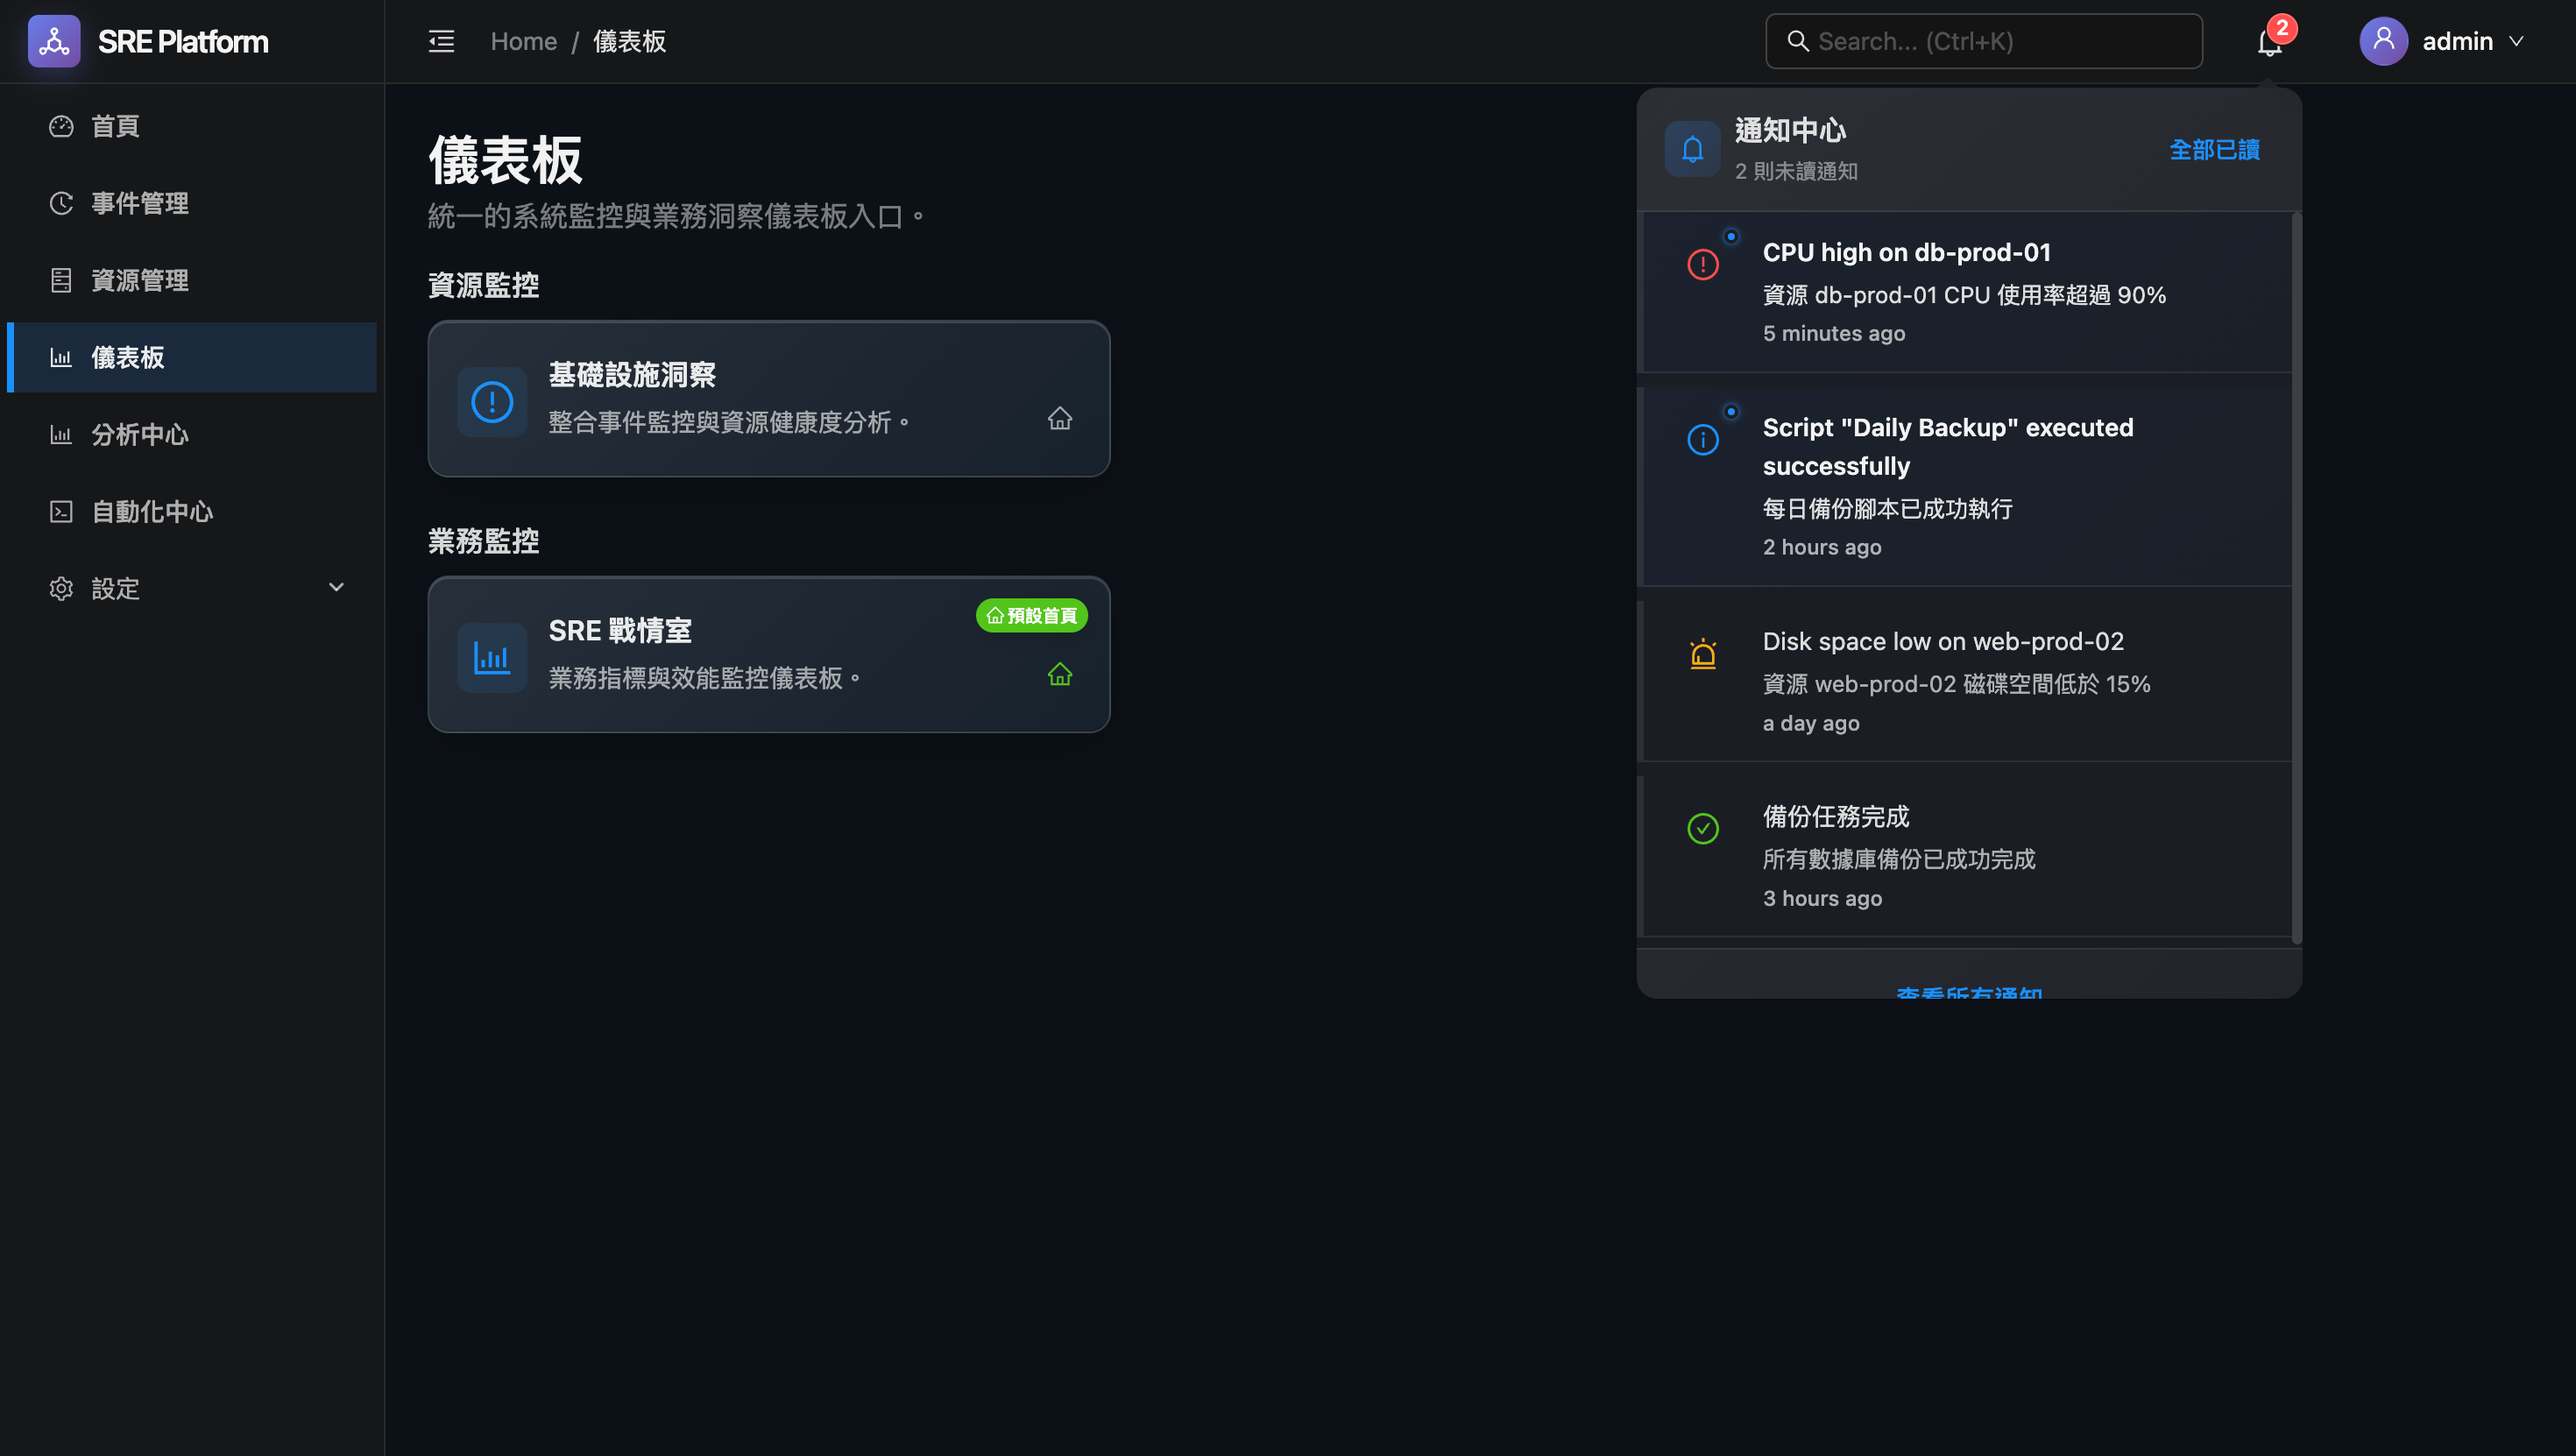 SRE Platform
Home / 儀表板
Search... (Ctrl+K)
2
admin
首頁
事件管理
資源管理
儀表板
分析中心
自動化中心
設定
儀表板
統一的系統監控與業務洞察儀表板入口。
資源監控
基礎設施洞察
整合事件監控與資源健康度分析。
業務監控
SRE 戰情室
預設首頁
業務指標與效能監控儀表板。
通知中心
2 則未讀通知
全部已讀
CPU high on db-prod-01
資源 db-prod-01 CPU 使用率超過 90%
5 minutes ago
Script "Daily Backup" executed
successfully
每日備份腳本已成功執行
2 hours ago
Disk space low on web-prod-02
資源 web-prod-02 磁碟空間低於 15%
a day ago
備份任務完成
所有數據庫備份已成功完成
3 hours ago
查看所有通知